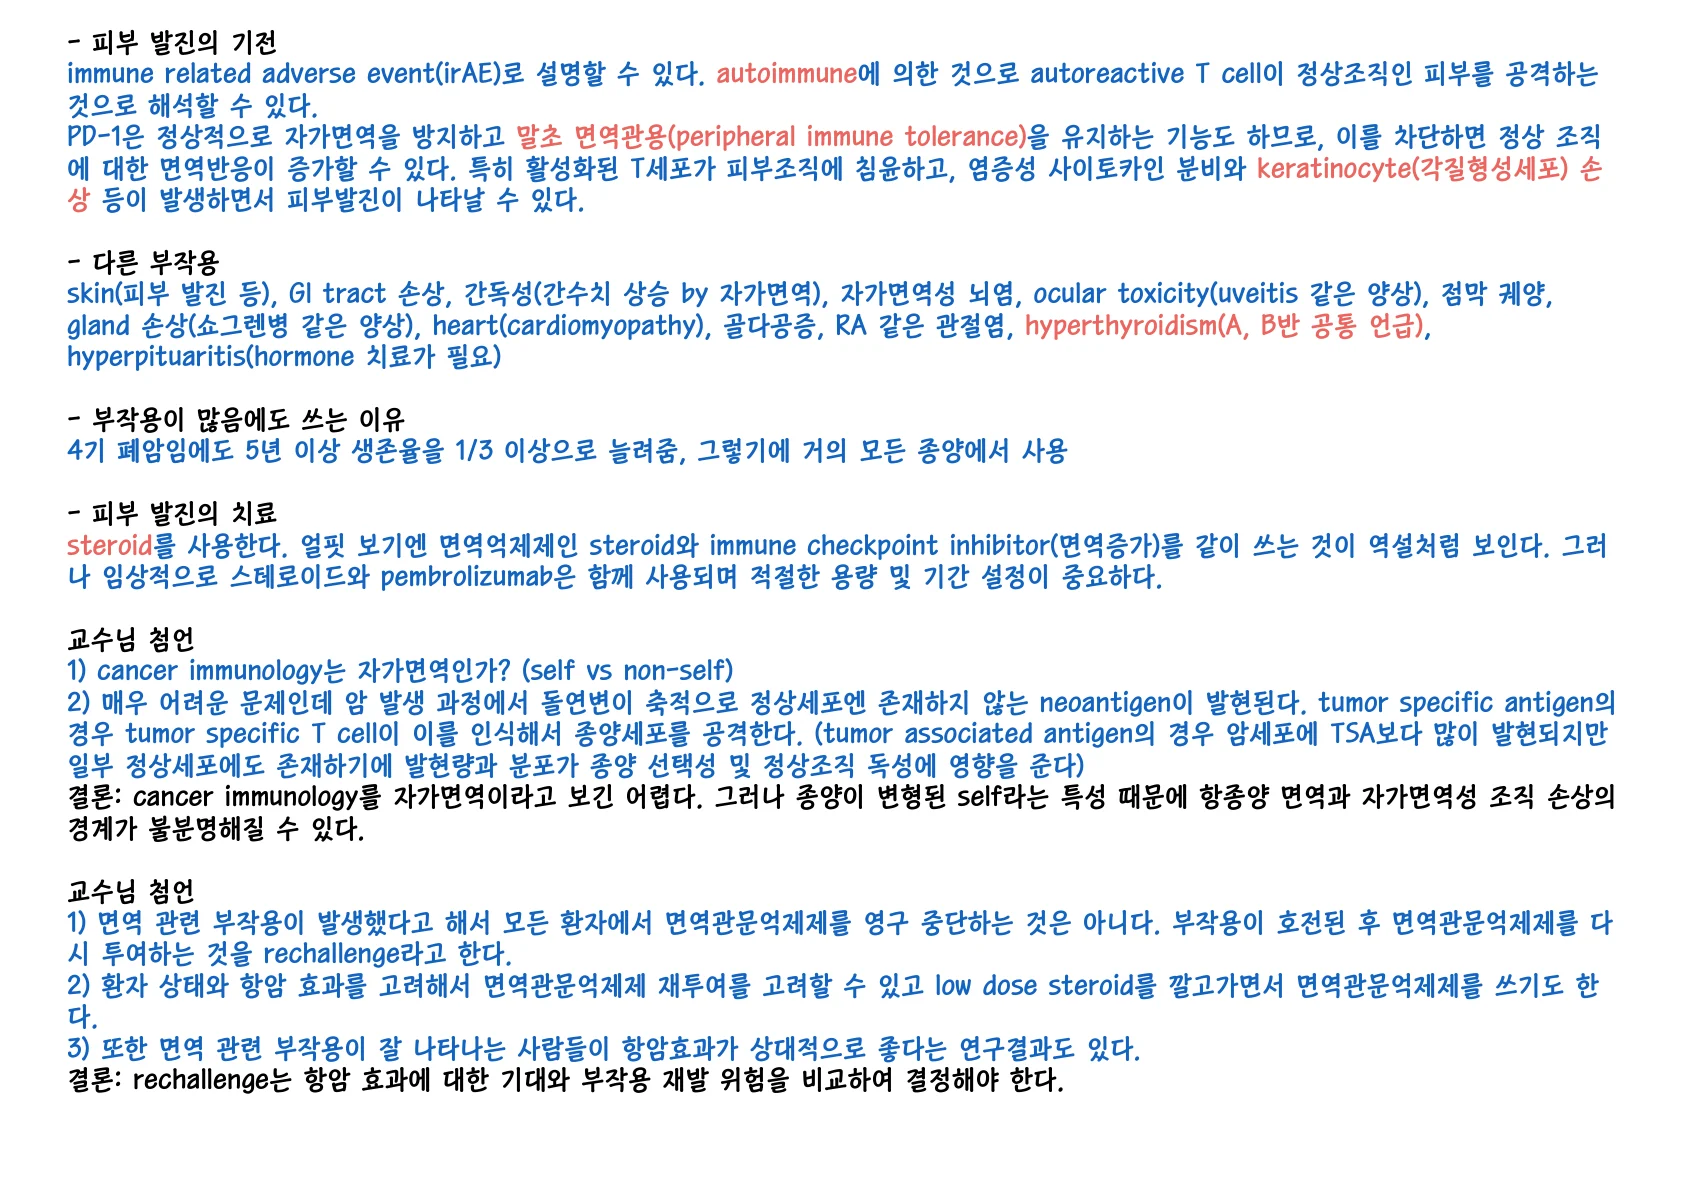 - 피부 발진의 기전
immune related adverse event(irAE)로 설명할 수 있다. autoimmune에 의한 것으로 autoreactive T cell이 정상조직인 피부를 공격하는
것으로 해석할 수 있다.
PD-1은 정상적으로 자가면역을 방지하고 말초 면역관용(peripheral immune tolerance)을 유지하는 기능도 하므로, 이를 차단하면 정상 조직
에 대한 면역반응이 증가할 수 있다. 특히 활성화된 T세포가 피부조직에 침윤하고, 염증성 사이토카인 분비와 keratinocyte(각질형성세포) 손
상 등이 발생하면서 피부발진이 나타날 수 있다.
- 다른 부작용
skin(피부 발진 등), GI tract 손상, 간독성(간수치 상승 by 자가면역), 자가면역성 뇌염, ocular toxicity(uveitis 같은 양상), 점막 궤양,
gland 손상(쇼그렌병 같은 양상), heart(cardiomyopathy), 골다공증, RA 같은 관절염, hyperthyroidism(A, B반 공통 언급),
hyperpituaritis(hormone 치료가 필요)
- 부작용이 많음에도 쓰는 이유
4기 폐암임에도 5년 이상 생존율을 1/3 이상으로 늘려줌, 그렇기에 거의 모든 종양에서 사용
- 피부 발진의 치료
steroid를 사용한다. 얼핏 보기엔 면역억제제인 steroid와 immune checkpoint inhibitor(면역증가)를 같이 쓰는 것이 역설처럼 보인다. 그러
나 임상적으로 스테로이드와 pembrolizumab은 함께 사용되며 적절한 용량 및 기간 설정이 중요하다.
교수님 첨언
1) cancer immunology는 자가면역인가? (self vs non-self)
2) 매우 어려운 문제인데 암 발생 과정에서 돌연변이 축적으로 정상세포엔 존재하지 않는 neoantigen이 발현된다. tumor specific antigen의
경우 tumor specific T cell이 이를 인식해서 종양세포를 공격한다. (tumor associated antigen의 경우 암세포에 TSA보다 많이 발현되지만
일부 정상세포에도 존재하기에 발현량과 분포가 종양 선택성 및 정상조직 독성에 영향을 준다)
결론: cancer immunology를 자가면역이라고 보긴 어렵다. 그러나 종양이 변형된 self라는 특성 때문에 항종양 면역과 자가면역성 조직 손상의
경계가 불분명해질 수 있다.
교수님 첨언
1) 면역 관련 부작용이 발생했다고 해서 모든 환자에서 면역관문억제제를 영구 중단하는 것은 아니다. 부작용이 호전된 후 면역관문억제제를 다
시 투여하는 것을 rechallenge라고 한다.
2) 환자 상태와 항암 효과를 고려해서 면역관문억제제 재투여를 고려할 수 있고 low dose steroid를 깔고가면서 면역관문억제제를 쓰기도 한
다.
3) 또한 면역 관련 부작용이 잘 나타나는 사람들이 항암효과가 상대적으로 좋다는 연구결과도 있다.
결론: rechallenge는 항암 효과에 대한 기대와 부작용 재발 위험을 비교하여 결정해야 한다.